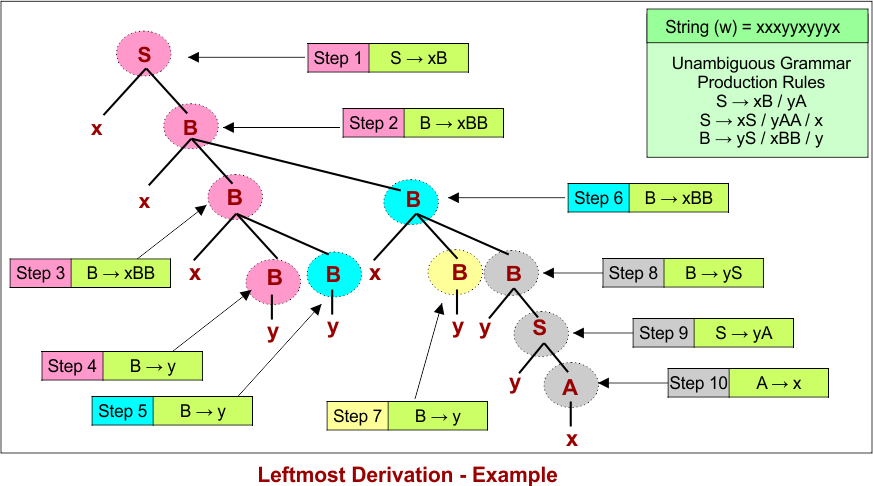 String (w) = xxxyyxyyyx
Unambiguous Grammar
Production Rules
S → xB / yA
S → xS / yAA / x
B → yS / xBB / y
S
Step 1 S → xB
x
B
Step 2 B → xBB
x
B
B
Step 6 B → xBB
Step 3 B → xBB
x
B
B
x
B
B
Step 8 B → yS
y
y
y
y
S
Step 9 S → yA
Step 4 B → y
y
A
Step 10 A → x
Step 5 B → y
Step 7 B → y
x
Leftmost Derivation - Example